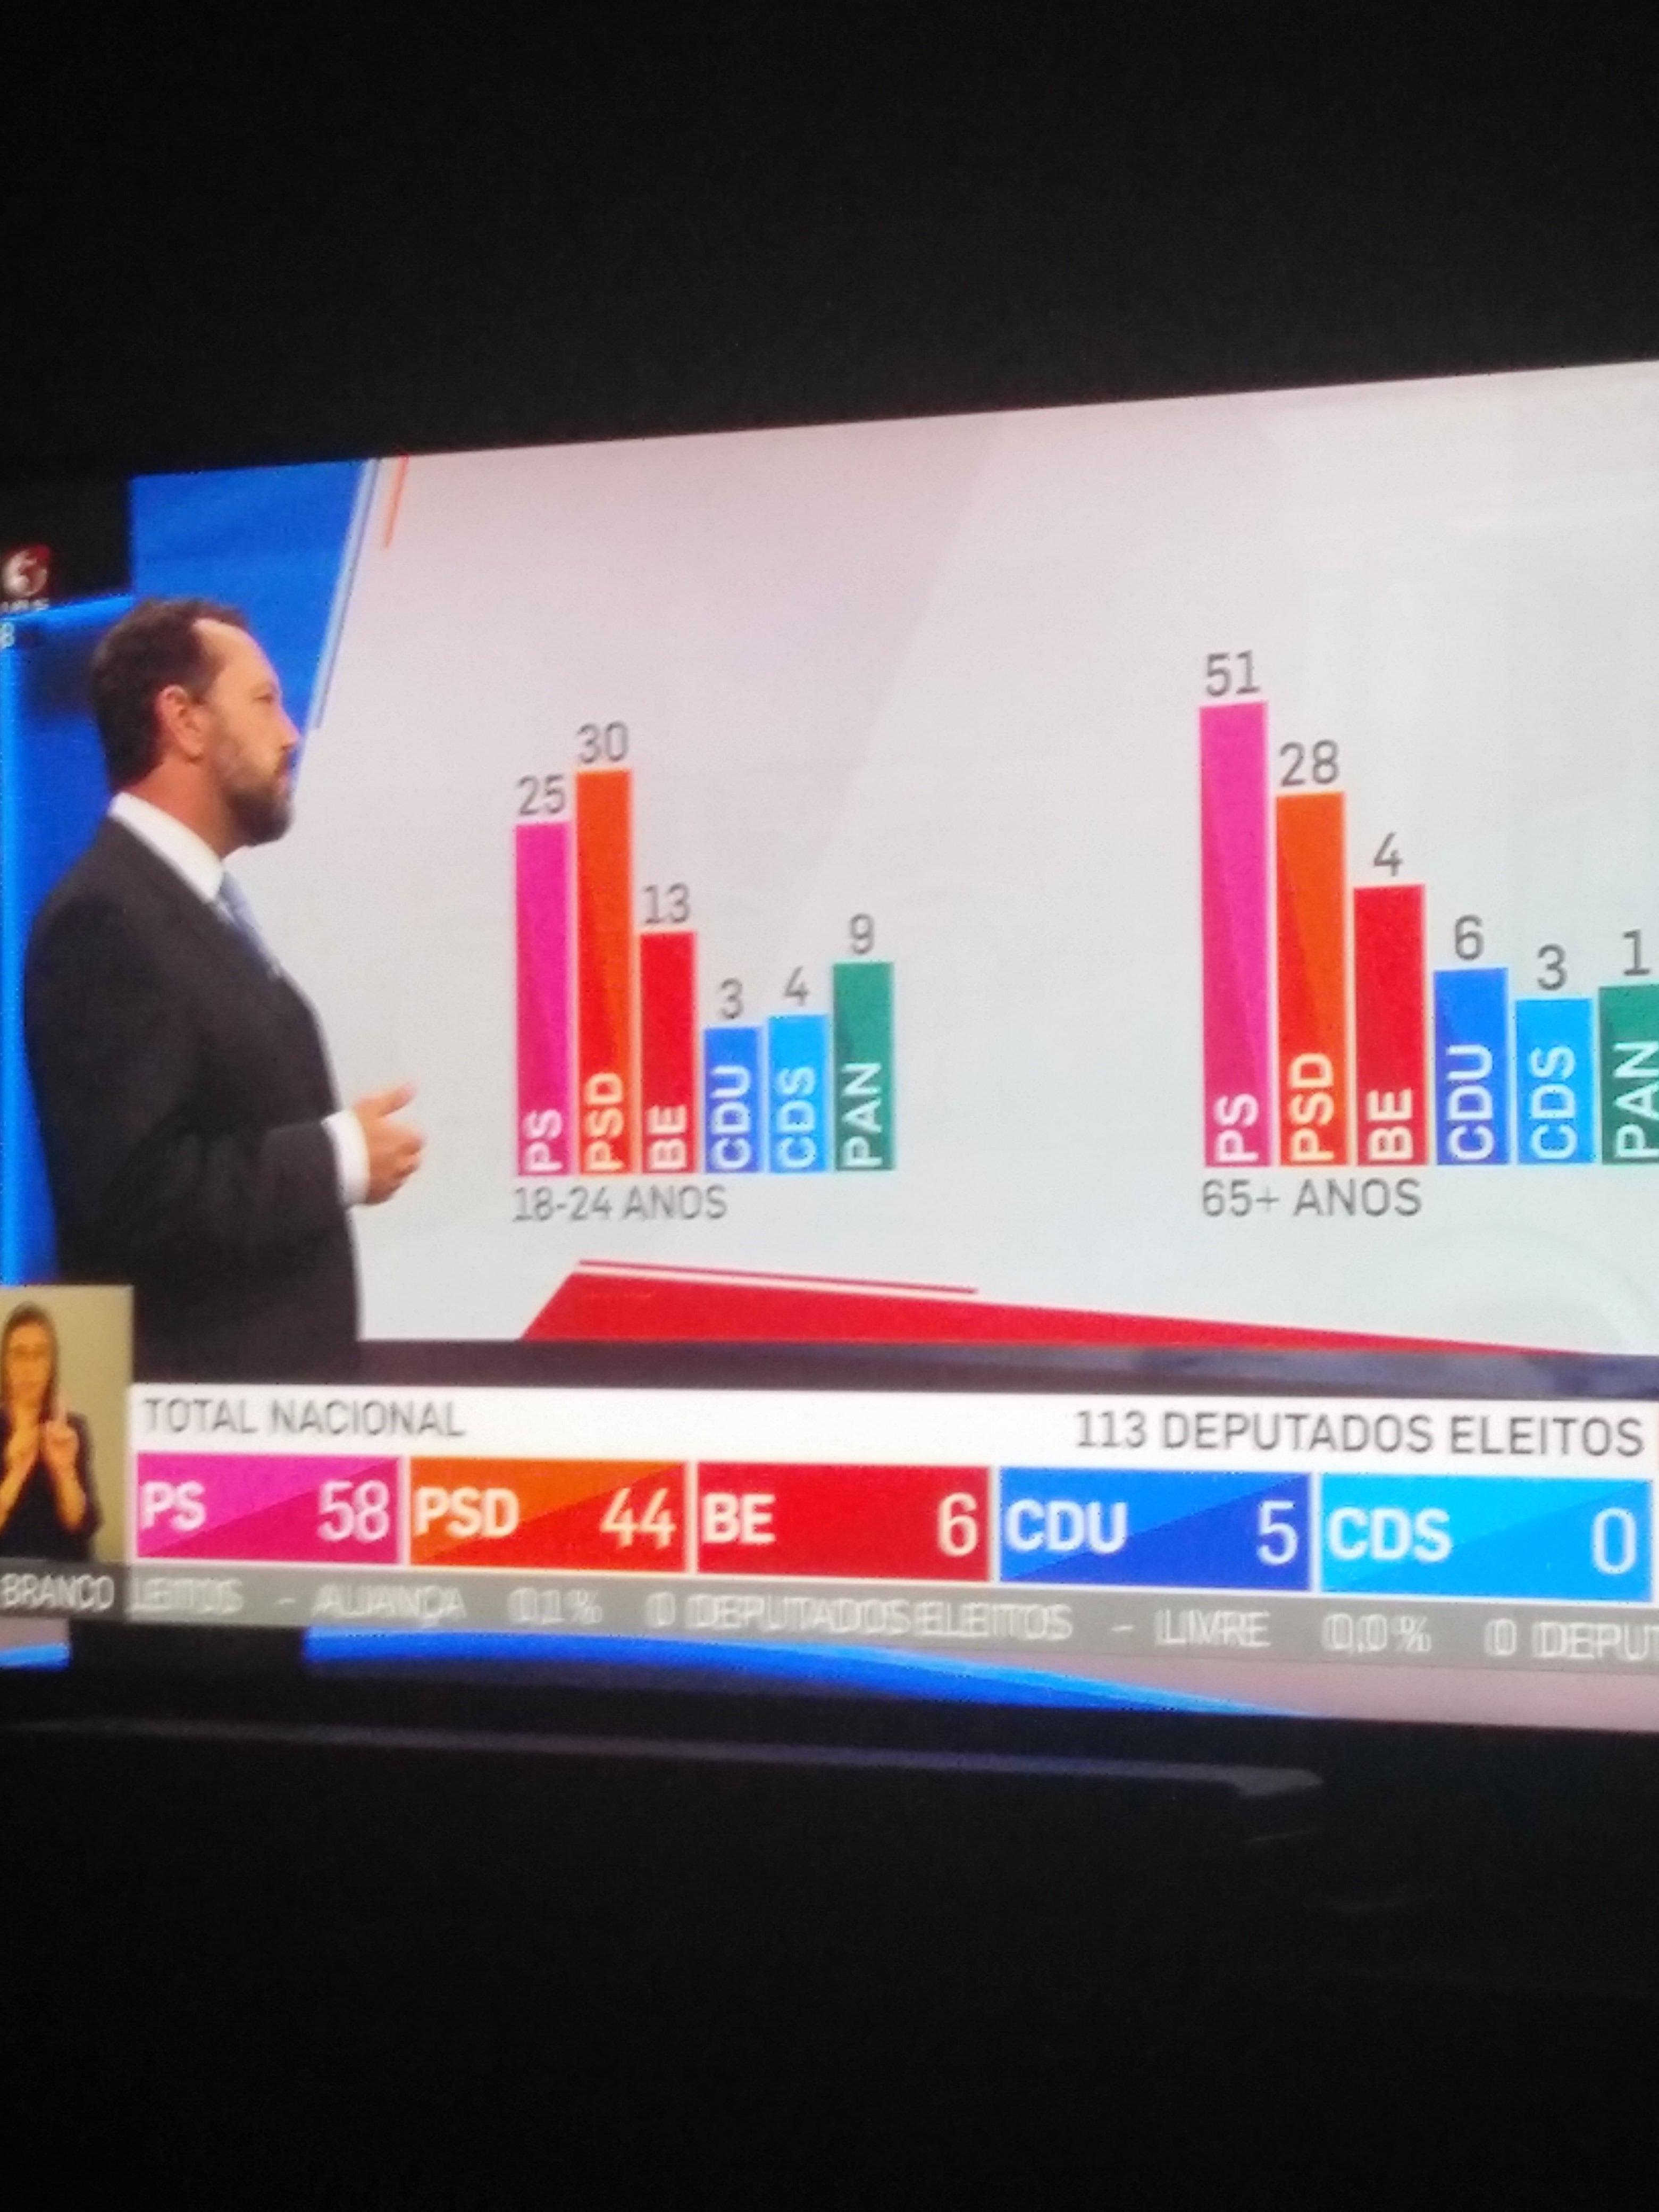 51
30
28
25
4
13
6
9
3
1
4
3
PS
PSD
BE
CDU
CDS
PAN
PS
PSD
BE
CDU
CDS
PAN
18-24 ANOS
65+ ANOS
TOTAL NACIONAL
113 DEPUTADOS ELEITOS
PS 58 PSD 44 BE 6 CDU 5 CDS 0
BRANCO - ALIANÇA 0,1% 0 DEPUTADOS ELEITOS - LIVRE 0,0% 0